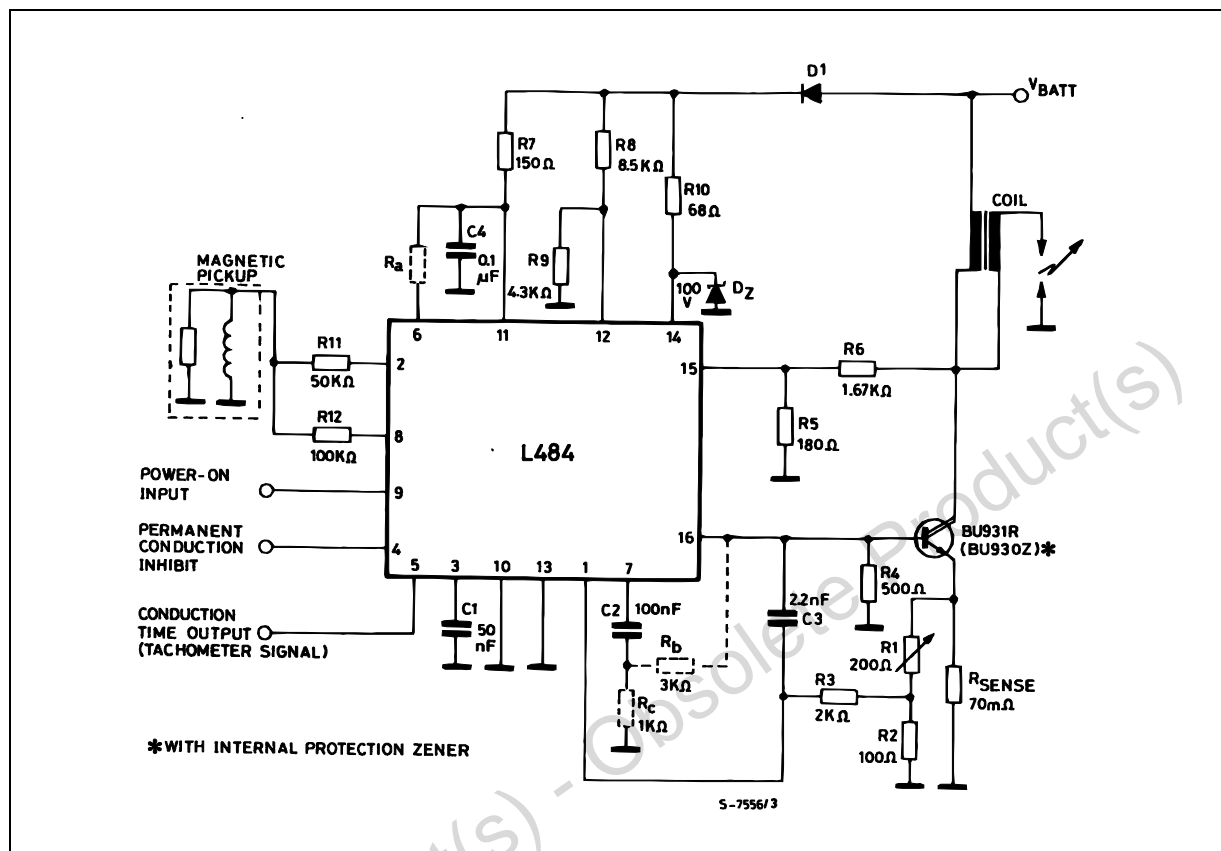 D1
VBATT
R7
150Ω
R8
8.5KΩ
R10
68Ω
COIL
C4
0.1
µF
Ra
R9
4.3KΩ
100
V
DZ
MAGNETIC
PICKUP
6
11
12
14
R11
50KΩ
2
15
R6
1.67KΩ
R12
100KΩ
8
R5
180Ω
L484
POWER-ON
INPUT
9
PERMANENT
CONDUCTION
INHIBIT
4
16
BU931R
(BU930Z)✱
5
3
10
13
1
7
R4
500Ω
CONDUCTION
TIME OUTPUT
(TACHOMETER SIGNAL)
C1
50
nF
C2
100nF
2.2nF
C3
Rb
3KΩ
R1
200Ω
RSENSE
70mΩ
Rc
1KΩ
R3
2KΩ
R2
100Ω
✱WITH INTERNAL PROTECTION ZENER
S-7556/3
ct(s) - Obsolete Product(s)